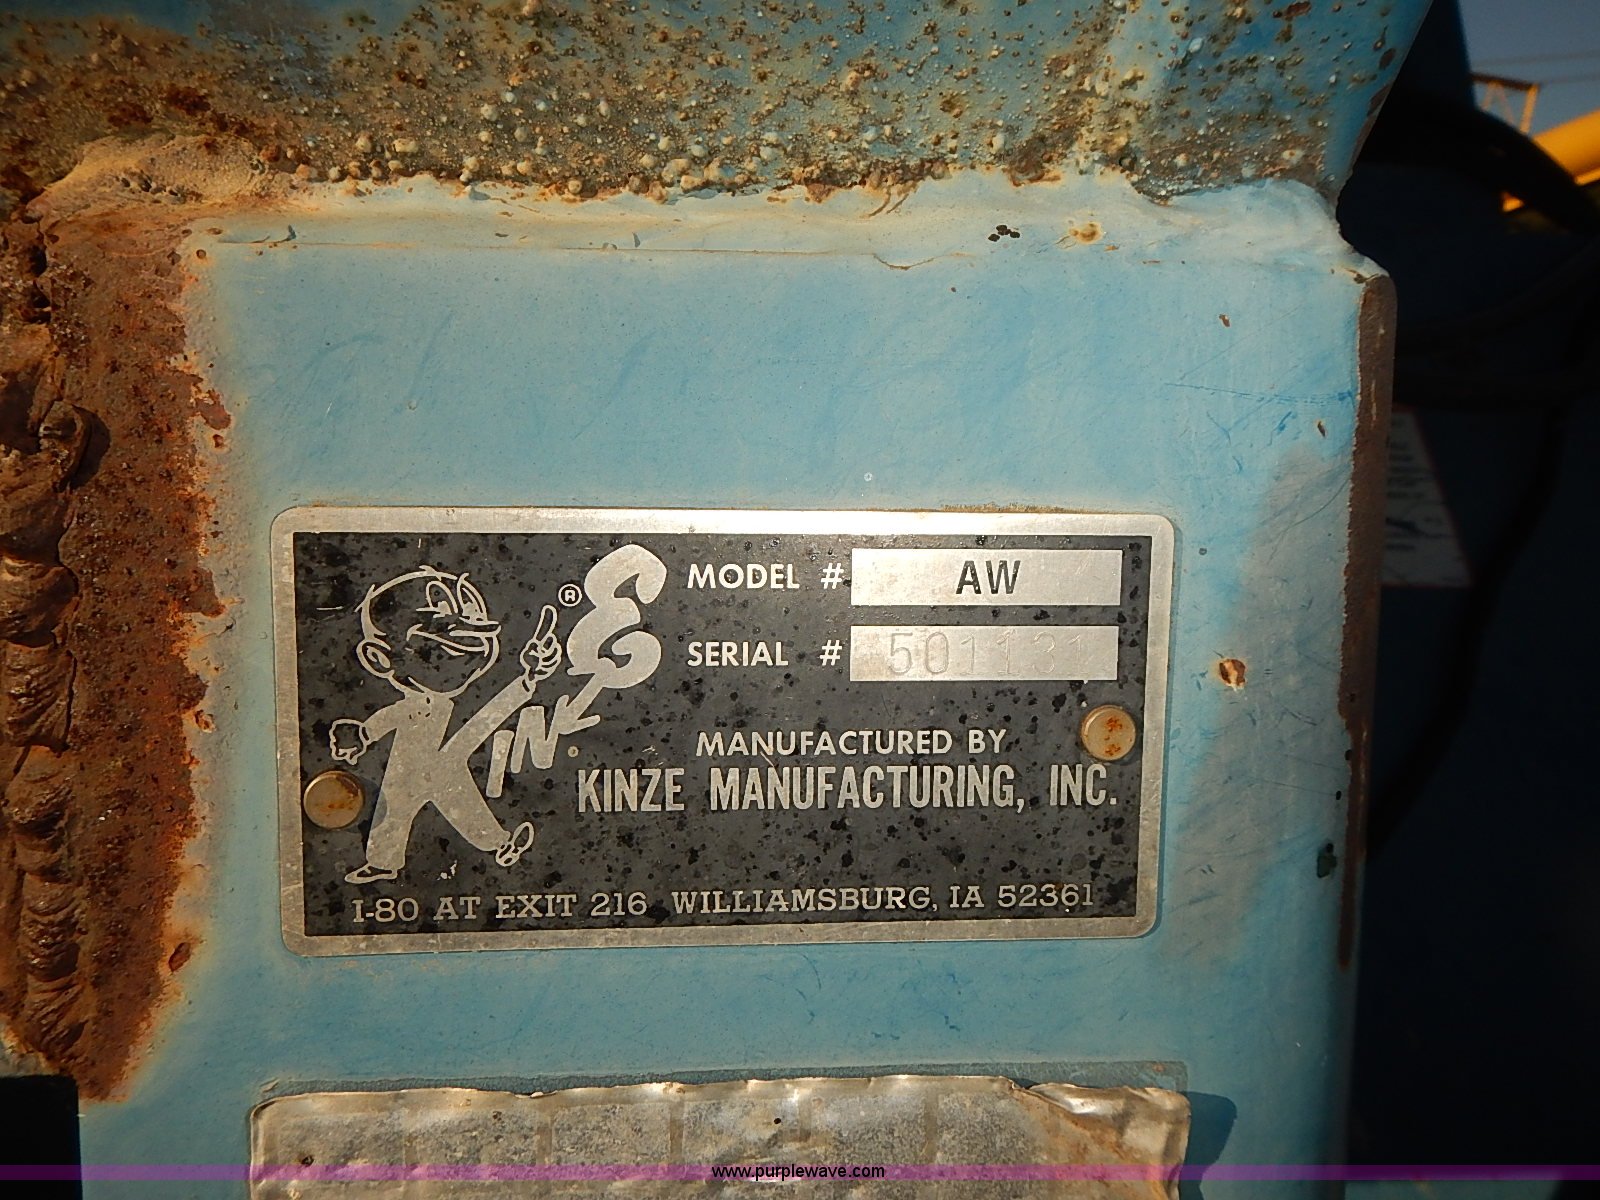 KINZE ®
MODEL # AW
SERIAL # 501131
MANUFACTURED BY
KINZE MANUFACTURING, INC.
I-80 AT EXIT 216 WILLIAMSBURG, IA 52361
www.purplewave.com